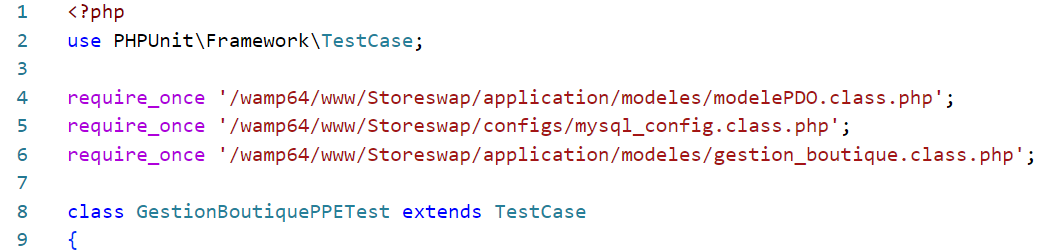 1 <?php
2 use PHPUnit\Framework\TestCase;
3
4 require_once '/wamp64/www/Storeswap/application/modeles/modelePDO.class.php';
5 require_once '/wamp64/www/Storeswap/configs/mysql_config.class.php';
6 require_once '/wamp64/www/Storeswap/application/modeles/gestion_boutique.class.php';
7
8 class GestionBoutiquePPETest extends TestCase
9 {